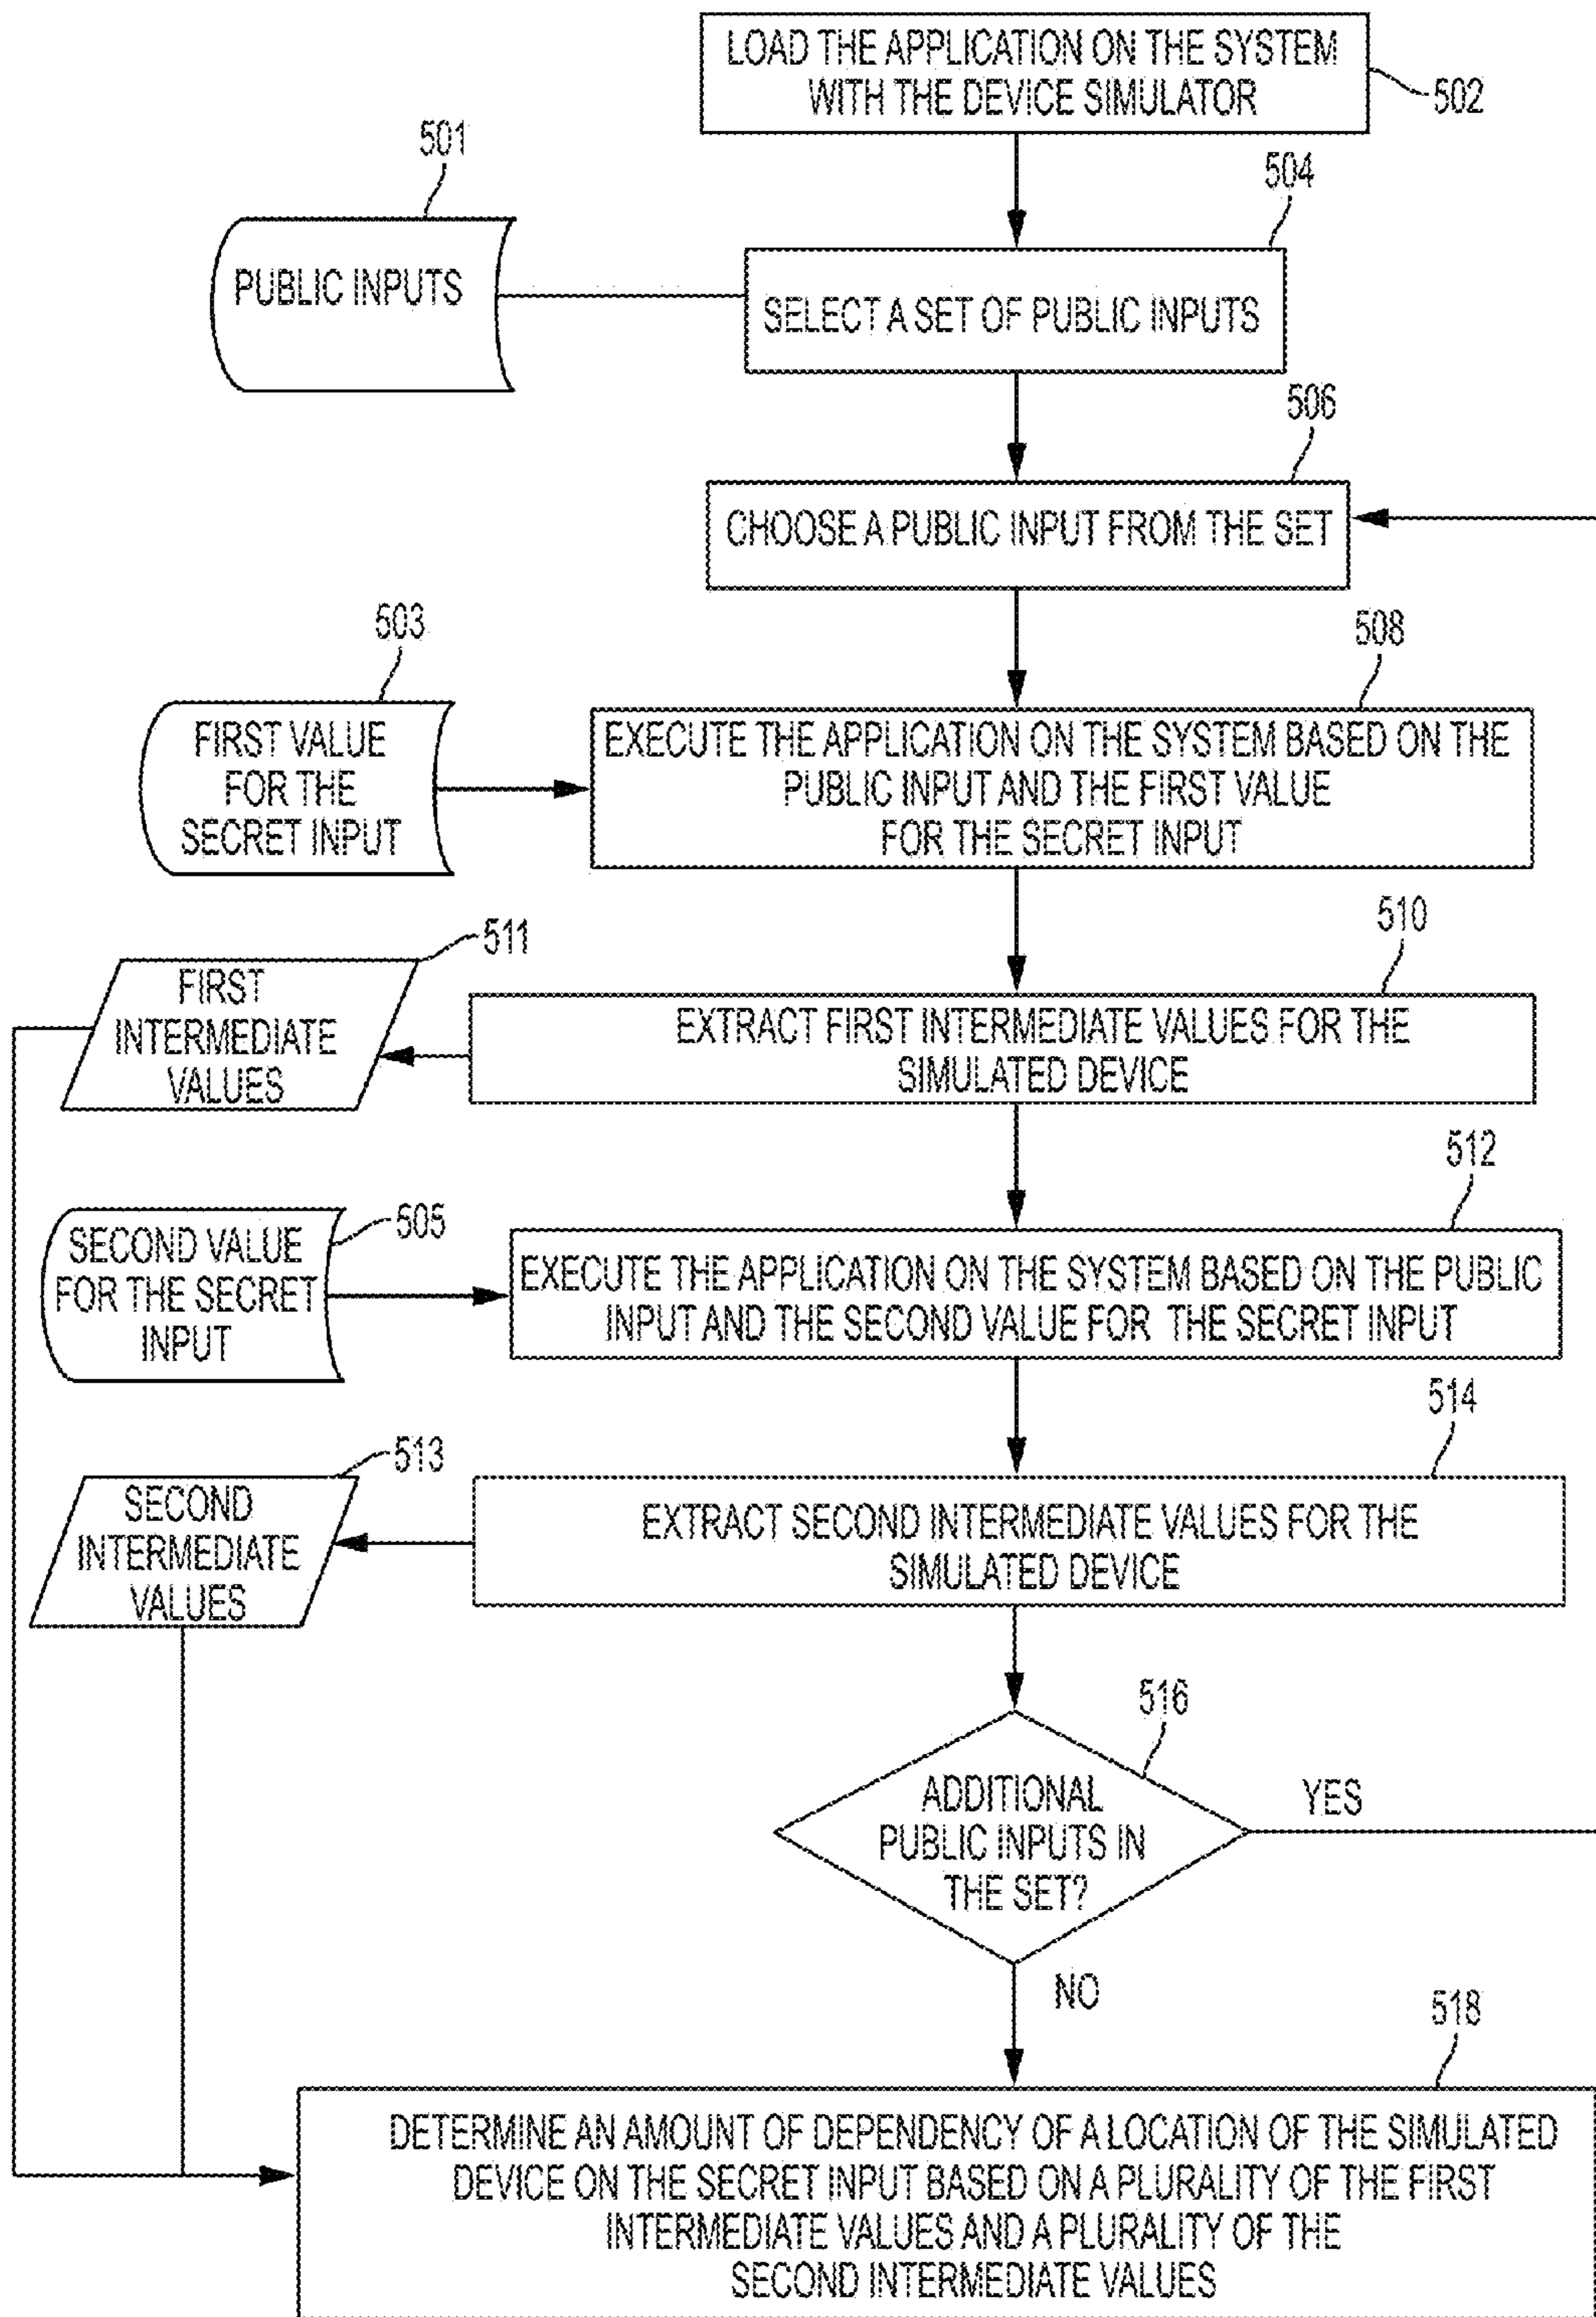 LOAD THE APPLICATION ON THE SYSTEM
WITH THE DEVICE SIMULATOR
502
501
504
PUBLIC INPUTS
SELECT A SET OF PUBLIC INPUTS
506
CHOOSE A PUBLIC INPUT FROM THE SET
503
508
FIRST VALUE
FOR THE
SECRET INPUT
EXECUTE THE APPLICATION ON THE SYSTEM BASED ON THE
PUBLIC INPUT AND THE FIRST VALUE
FOR THE SECRET INPUT
511
510
FIRST
INTERMEDIATE
VALUES
EXTRACT FIRST INTERMEDIATE VALUES FOR THE
SIMULATED DEVICE
512
505
SECOND VALUE
FOR THE SECRET
INPUT
EXECUTE THE APPLICATION ON THE SYSTEM BASED ON THE PUBLIC
INPUT AND THE SECOND VALUE FOR THE SECRET INPUT
514
513
SECOND
INTERMEDIATE
VALUES
EXTRACT SECOND INTERMEDIATE VALUES FOR THE
SIMULATED DEVICE
516
ADDITIONAL
PUBLIC INPUTS IN
THE SET?
YES
NO
518
DETERMINE AN AMOUNT OF DEPENDENCY OF A LOCATION OF THE SIMULATED
DEVICE ON THE SECRET INPUT BASED ON A PLURALITY OF THE FIRST
INTERMEDIATE VALUES AND A PLURALITY OF THE
SECOND INTERMEDIATE VALUES